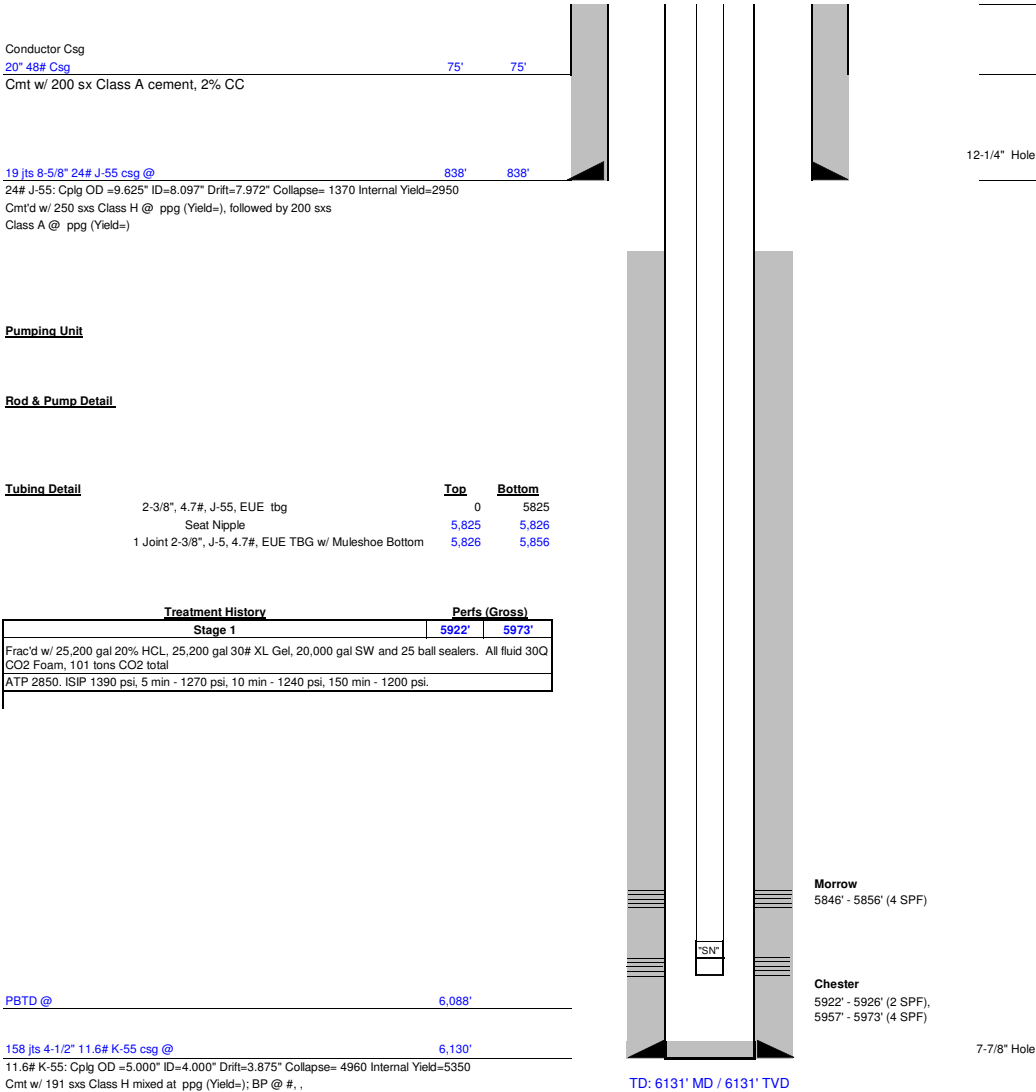 Conductor Csg
20" 48# Csg 75' 75'
Cmt w/ 200 sx Class A cement, 2% CC
12-1/4" Hole
19 jts 8-5/8" 24# J-55 csg @ 838' 838'
24# J-55: Cplg OD =9.625" ID=8.097" Drift=7.972" Collapse= 1370 Internal Yield=2950
Cmt'd w/ 250 sxs Class H @ ppg (Yield=), followed by 200 sxs
Class A @ ppg (Yield=)
Pumping Unit
Rod & Pump Detail
Tubing Detail Top Bottom
2-3/8", 4.7#, J-55, EUE tbg 0 5825
Seat Nipple 5,825 5,826
1 Joint 2-3/8", J-5, 4.7#, EUE TBG w/ Muleshoe Bottom 5,826 5,856
Treatment History Perfs (Gross)
Stage 1 5922' 5973'
Frac'd w/ 25,200 gal 20% HCL, 25,200 gal 30# XL Gel, 20,000 gal SW and 25 ball sealers. All fluid 30Q
CO2 Foam, 101 tons CO2 total
ATP 2850. ISIP 1390 psi, 5 min - 1270 psi, 10 min - 1240 psi, 150 min - 1200 psi.
Morrow
5846' - 5856' (4 SPF)
"SN"
Chester
5922' - 5926' (2 SPF),
5957' - 5973' (4 SPF)
PBTD @ 6,088'
158 jts 4-1/2" 11.6# K-55 csg @ 6,130'
7-7/8" Hole
11.6# K-55: Cplg OD =5.000" ID=4.000" Drift=3.875" Collapse= 4960 Internal Yield=5350
Cmt w/ 191 sxs Class H mixed at ppg (Yield=); BP @ #, ,
TD: 6131' MD / 6131' TVD